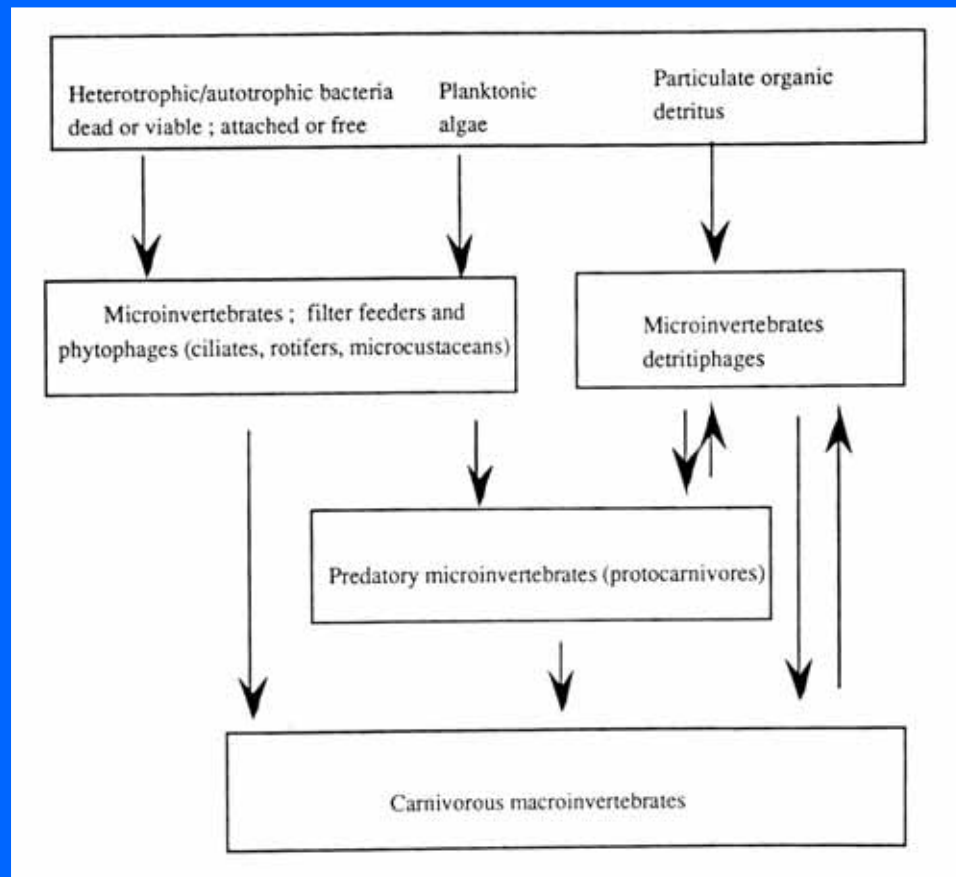 Heterotrophic/autotrophic bacteria
dead or viable ; attached or free
Planktonic
algae
Particulate organic
detritus
Microinvertebrates ; filter feeders and
phytophages (ciliates, rotifers, microcustaceans)
Microinvertebrates
detritiphages
Predatory microinvertebrates (protocarnivores)
Carnivorous macroinvertebrates